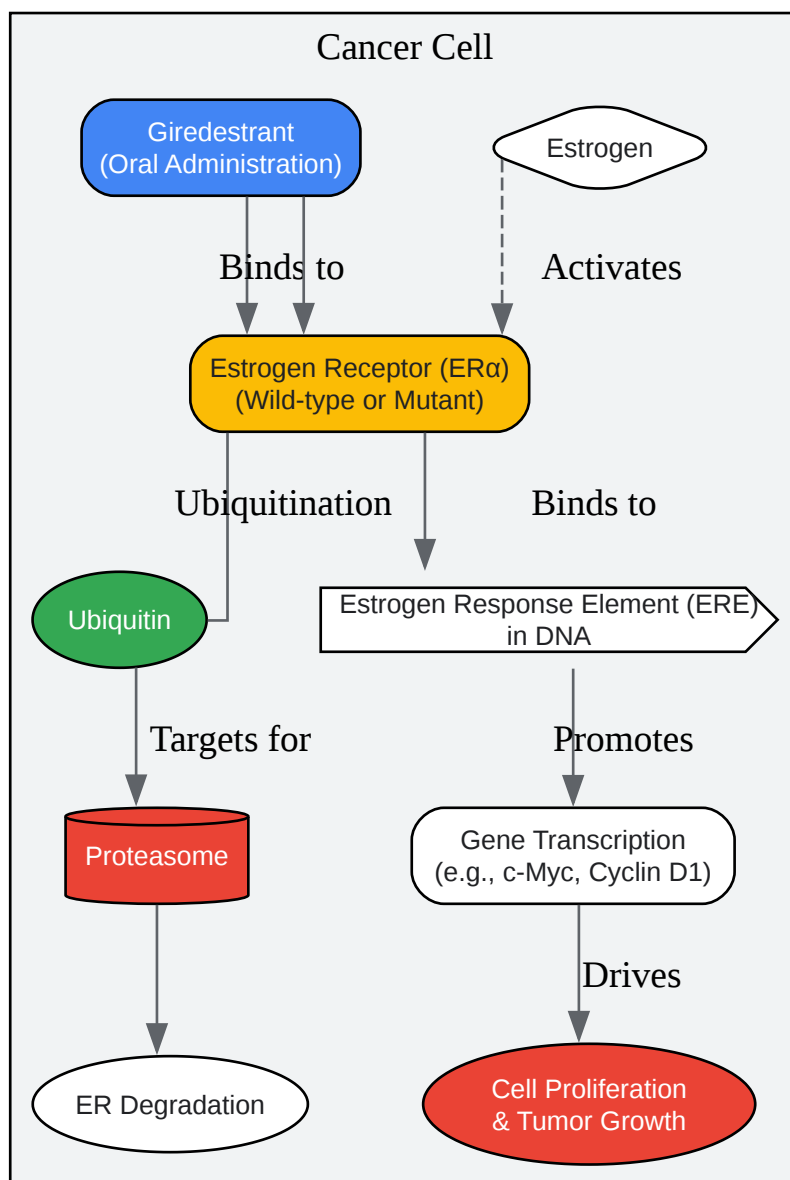 Cancer Cell
Giredestrant
(Oral Administration)
Estrogen
Binds to
Activates
Estrogen Receptor (ERα)
(Wild-type or Mutant)
Ubiquitination
Binds to
Ubiquitin
Estrogen Response Element (ERE)
in DNA
Targets for
Promotes
Proteasome
Gene Transcription
(e.g., c-Myc, Cyclin D1)
Drives
ER Degradation
Cell Proliferation
& Tumor Growth